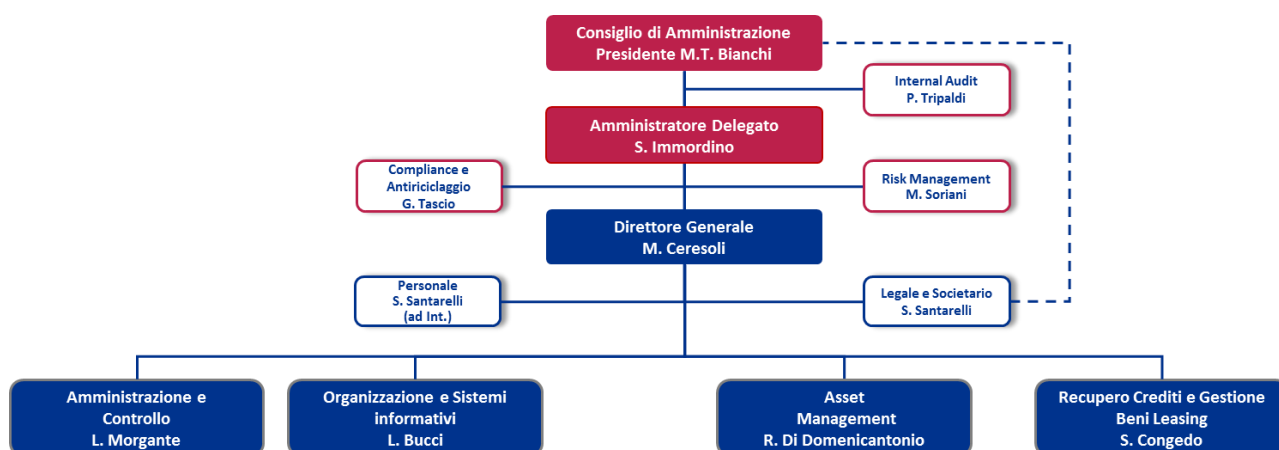 Consiglio di Amministrazione
Presidente M.T. Bianchi
Internal Audit
P. Tripaldi
Amministratore Delegato
S. Immordino
Compliance e
Antiriciclaggio
G. Tascio
Risk Management
M. Soriani
Direttore Generale
M. Ceresoli
Personale
S. Santarelli
(ad Int.)
Legale e Societario
S. Santarelli
Amministrazione e
Controllo
L. Morgante
Organizzazione e Sistemi
informativi
L. Bucci
Asset
Management
R. Di Domenicantonio
Recupero Crediti e Gestione
Beni Leasing
S. Congedo